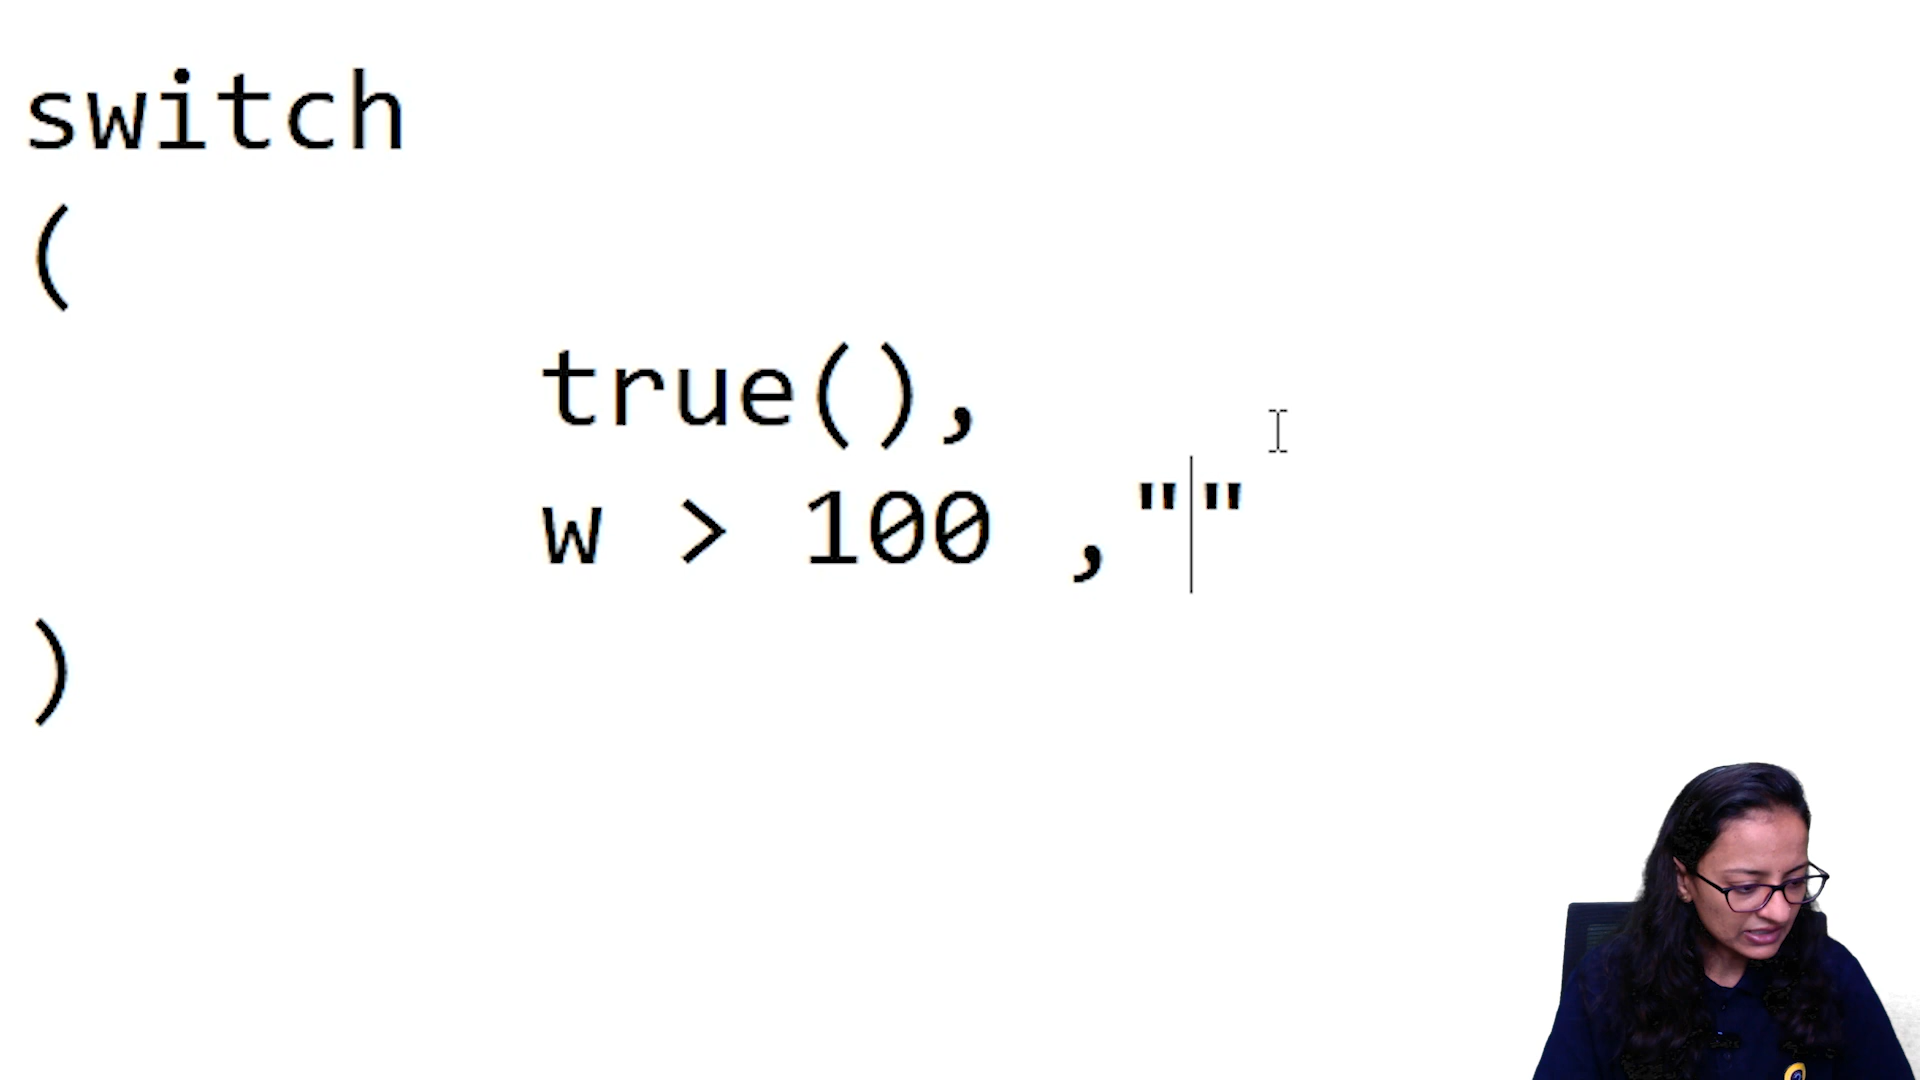 switch
(
true(),
w > 100 ,""
)